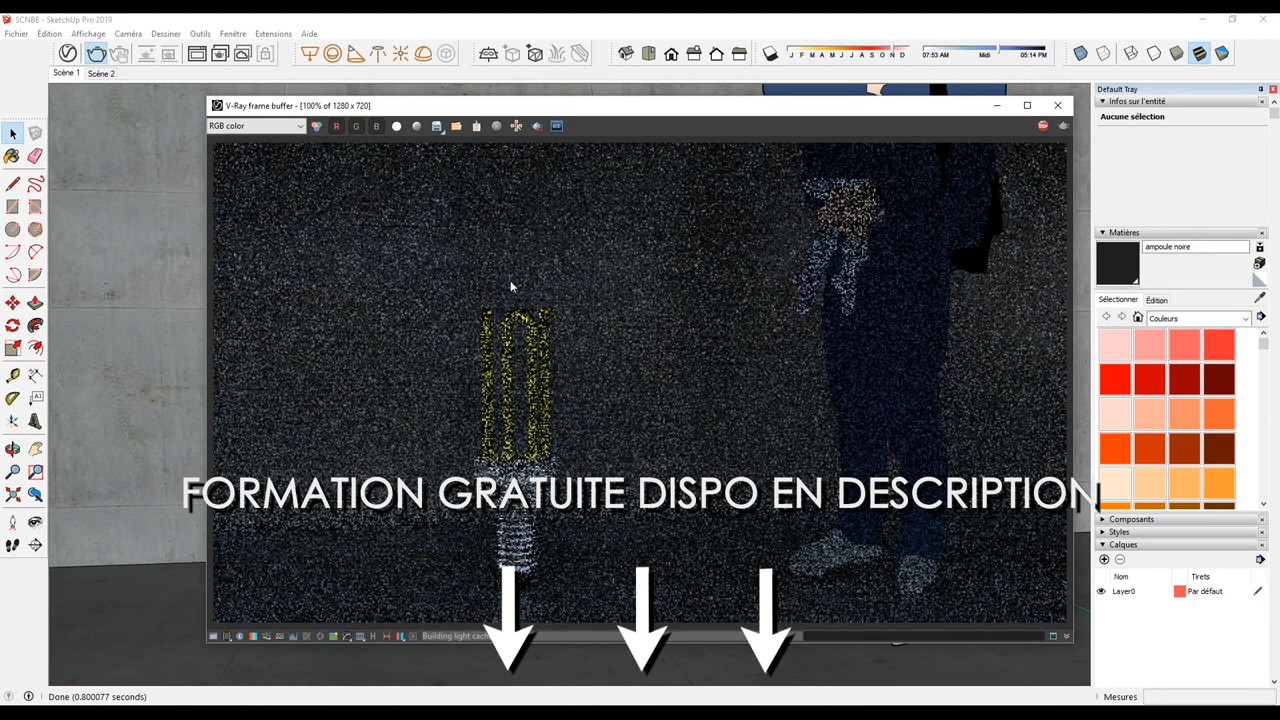 SCNBE - SketchUp Pro 2019
Fichier Édition Affichage Caméra Dessiner Outils Fenêtre Extensions Aide
J F M A M J J A S O N D 07:53 AM Midi 05:14 PM
Scène 1 Scène 2
V-Ray frame buffer - [100% of 1280 x 720]
RGB color
R G B
Default Tray
Infos sur l'entité
Aucune sélection
Matières
ampoule noire
Sélectionner Édition
Couleurs
FORMATION GRATUITE DISPO EN DESCRIPTION
Composants
Styles
Calques
Nom Tirets
Layer0 Par défaut
H
Building light cache
Done (0.800077 seconds)
Mesures